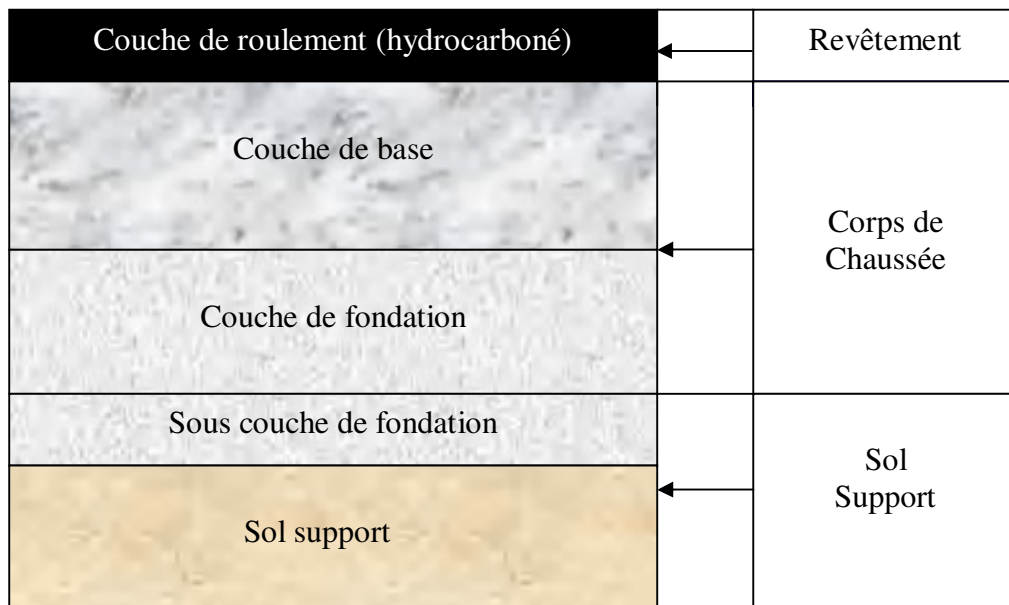 Couche de roulement (hydrocarboné)
Revêtement
Couche de base
Corps de
Chaussée
Couche de fondation
Sous couche de fondation
Sol
Support
Sol support